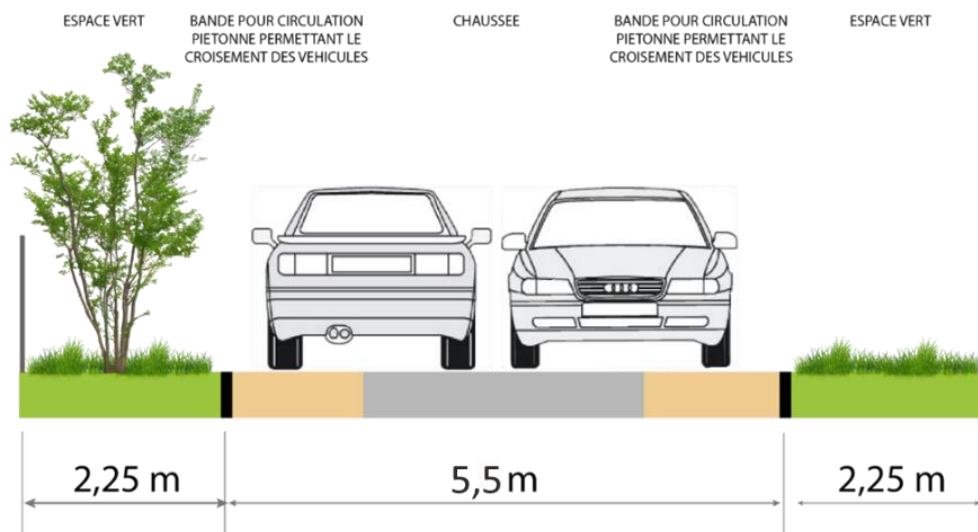 ESPACE VERT
BANDE POUR CIRCULATION
PIETONNE PERMETTANT LE
CROISEMENT DES VEHICULES
CHAUSSEE
BANDE POUR CIRCULATION
PIETONNE PERMETTANT LE
CROISEMENT DES VEHICULES
ESPACE VERT
2,25 m
5,5 m
2,25 m